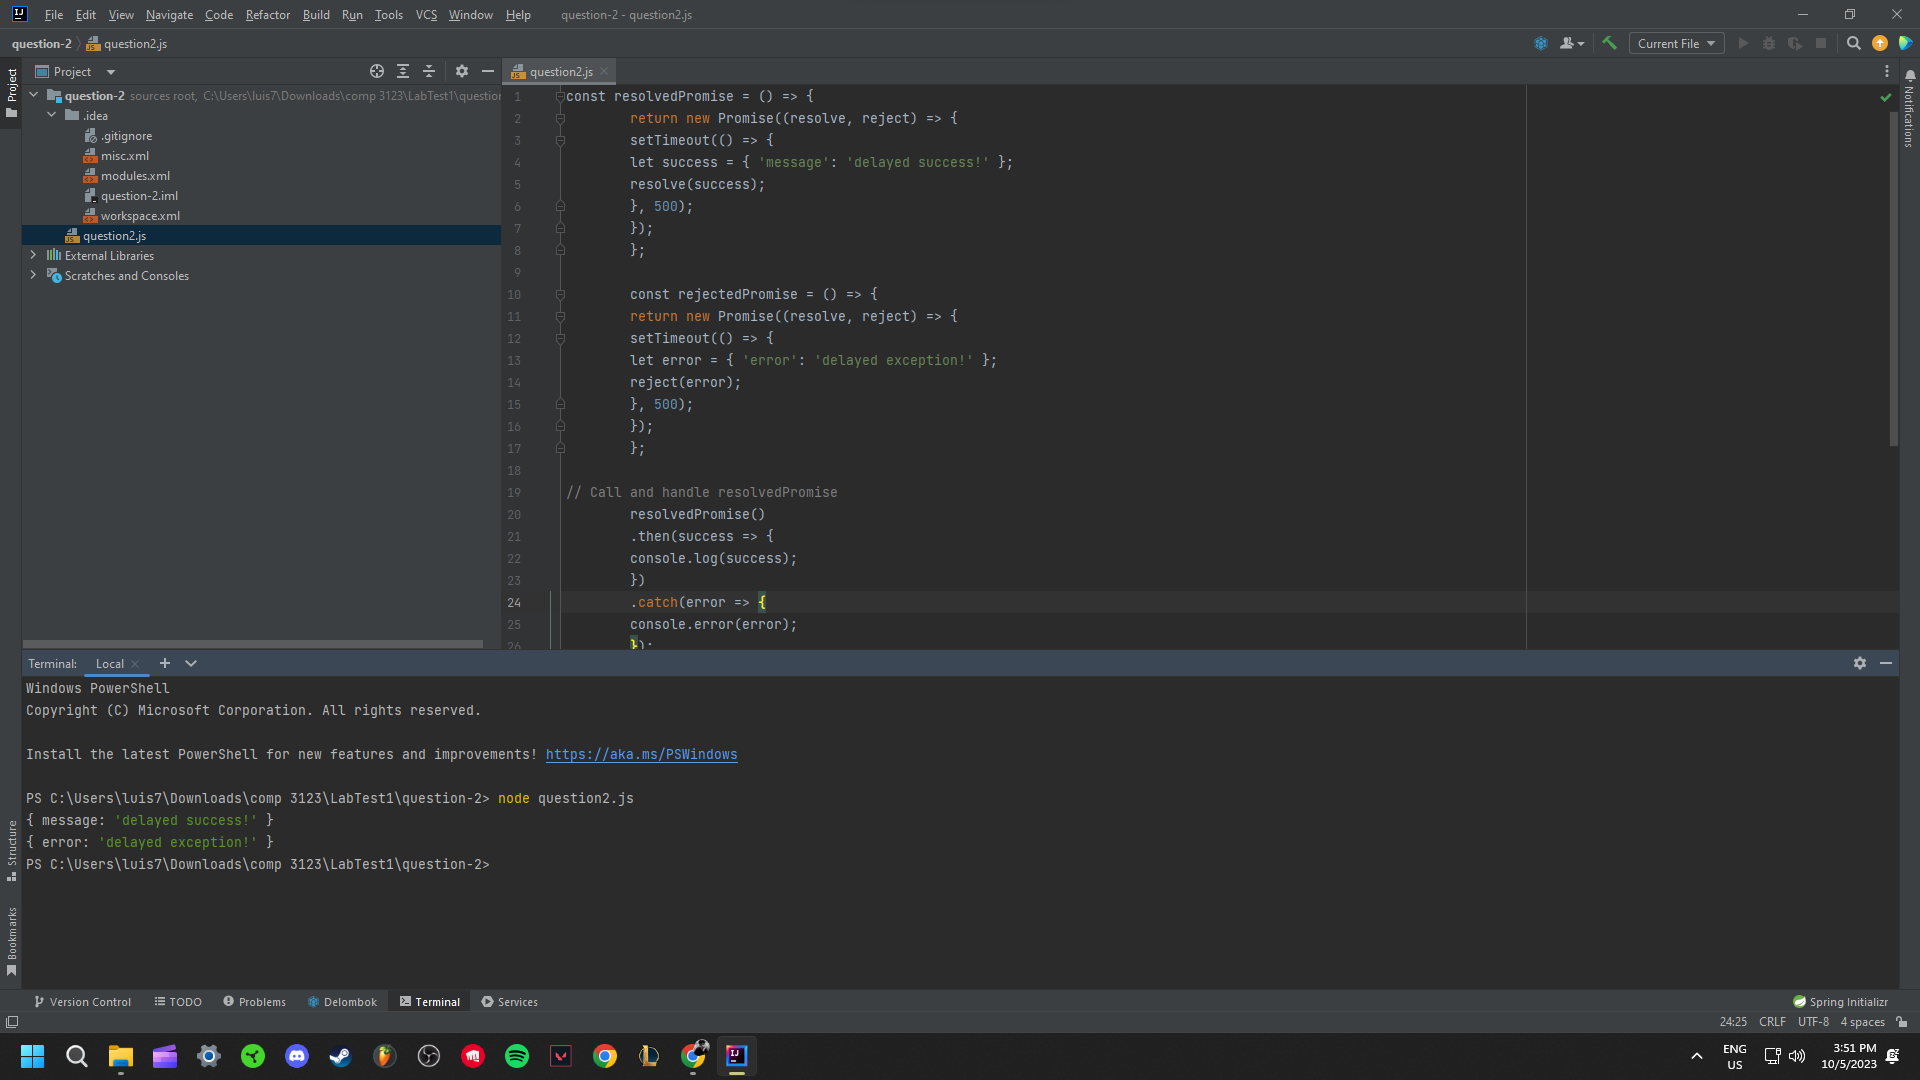 File Edit View Navigate Code Refactor Build Run Tools VCS Window Help question-2 - question2.js
question-2 question2.js Current File
Project question2.js
Project
question-2 sources root, C:\Users\luis7\Downloads\comp 3123\LabTest1\question
.idea
.gitignore
misc.xml
modules.xml
question-2.iml
workspace.xml
question2.js
External Libraries
Scratches and Consoles
1 const resolvedPromise = () => {
2 return new Promise((resolve, reject) => {
3 setTimeout(() => {
4 let success = { 'message': 'delayed success!' };
5 resolve(success);
6 }, 500);
7 });
8 };
9
10 const rejectedPromise = () => {
11 return new Promise((resolve, reject) => {
12 setTimeout(() => {
13 let error = { 'error': 'delayed exception!' };
14 reject(error);
15 }, 500);
16 });
17 };
18
19 // Call and handle resolvedPromise
20 resolvedPromise()
21 .then(success => {
22 console.log(success);
23 })
24 .catch(error => {
25 console.error(error);
26 });
Notifications
Terminal: Local
Windows PowerShell
Copyright (C) Microsoft Corporation. All rights reserved.
Install the latest PowerShell for new features and improvements! https://aka.ms/PSWindows
PS C:\Users\luis7\Downloads\comp 3123\LabTest1\question-2> node question2.js
{ message: 'delayed success!' }
{ error: 'delayed exception!' }
PS C:\Users\luis7\Downloads\comp 3123\LabTest1\question-2>
Structure
Bookmarks
Version Control TODO Problems Delombok Terminal Services Spring Initializr
24:25 CRLF UTF-8 4 spaces
ENG
US
3:51 PM
10/5/2023